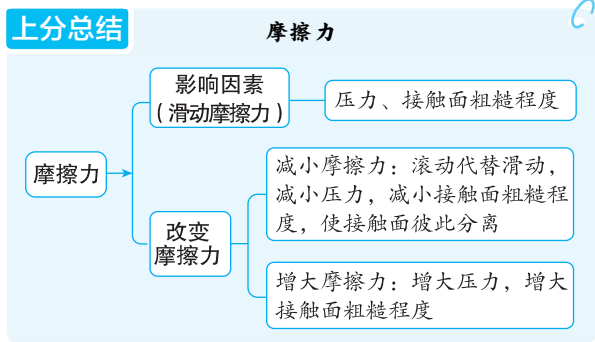 上分总结
摩擦力
影响因素
(滑动摩擦力)
压力、接触面粗糙程度
摩擦力
减小摩擦力：滚动代替滑动，
减小压力，减小接触面粗糙程
度，使接触面彼此分离
改变
摩擦力
增大摩擦力：增大压力，增大
接触面粗糙程度